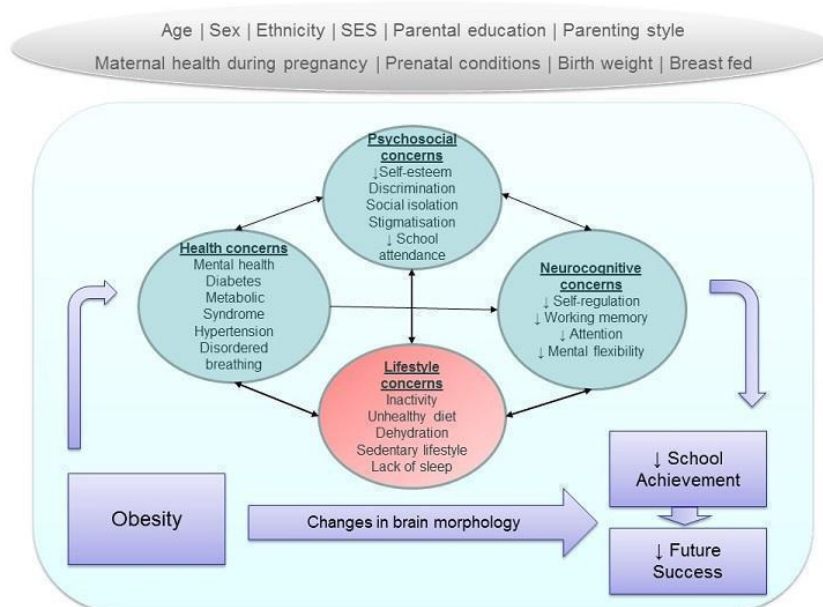 Age | Sex | Ethnicity | SES | Parental education | Parenting style
Maternal health during pregnancy | Prenatal conditions | Birth weight | Breast fed
Psychosocial
concerns
↓Self-esteem
Discrimination
Social isolation
Stigmatisation
↓ School
attendance
Health concerns
Mental health
Diabetes
Metabolic
Syndrome
Hypertension
Disordered
breathing
Neurocognitive
concerns
↓ Self-regulation
↓ Working memory
↓ Attention
↓ Mental flexibility
Lifestyle
concerns
Inactivity
Unhealthy diet
Dehydration
Sedentary lifestyle
Lack of sleep
Obesity
Changes in brain morphology
↓ School
Achievement
↓ Future
Success